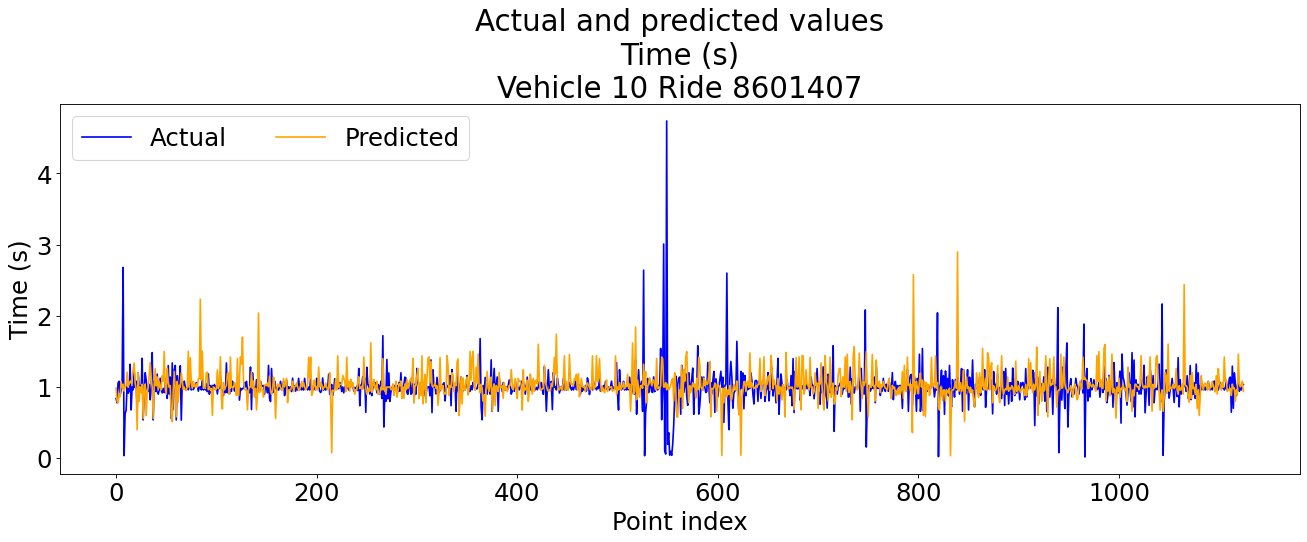 Actual and predicted values
Time (s)
Vehicle 10 Ride 8601407
Actual Predicted
Time (s)
4
3
2
1
0
0 200 400 600 800 1000
Point index